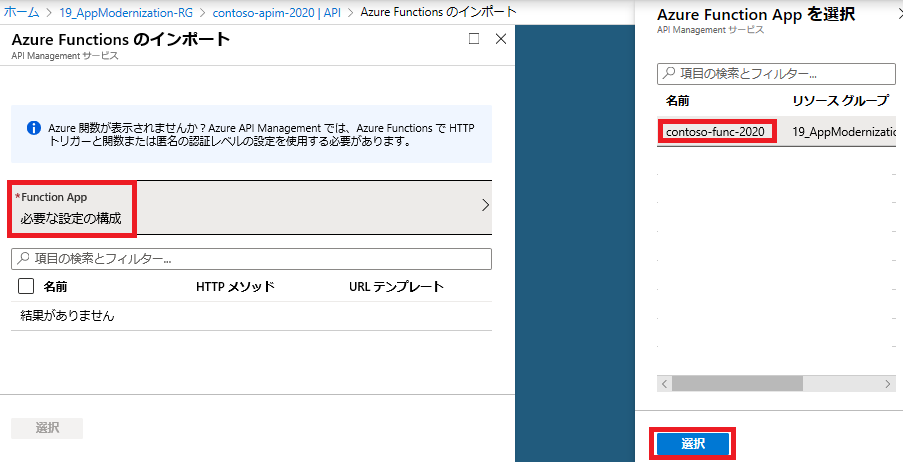 ホーム > 19_AppModernization-RG > contoso-apim-2020 | API > Azure Functions のインポート
Azure Functions のインポート
API Management サービス
Azure 関数が表示されませんか？Azure API Management では、Azure Functions で HTTP
トリガーと関数または匿名の認証レベルの設定を使用する必要があります。
*Function App
必要な設定の構成
項目の検索とフィルター...
名前 HTTP メソッド URL テンプレート
結果がありません
選択
Azure Function App を選択
API Management サービス
項目の検索とフィルター...
名前 リソース グループ
contoso-func-2020 19_AppModernizatio
選択